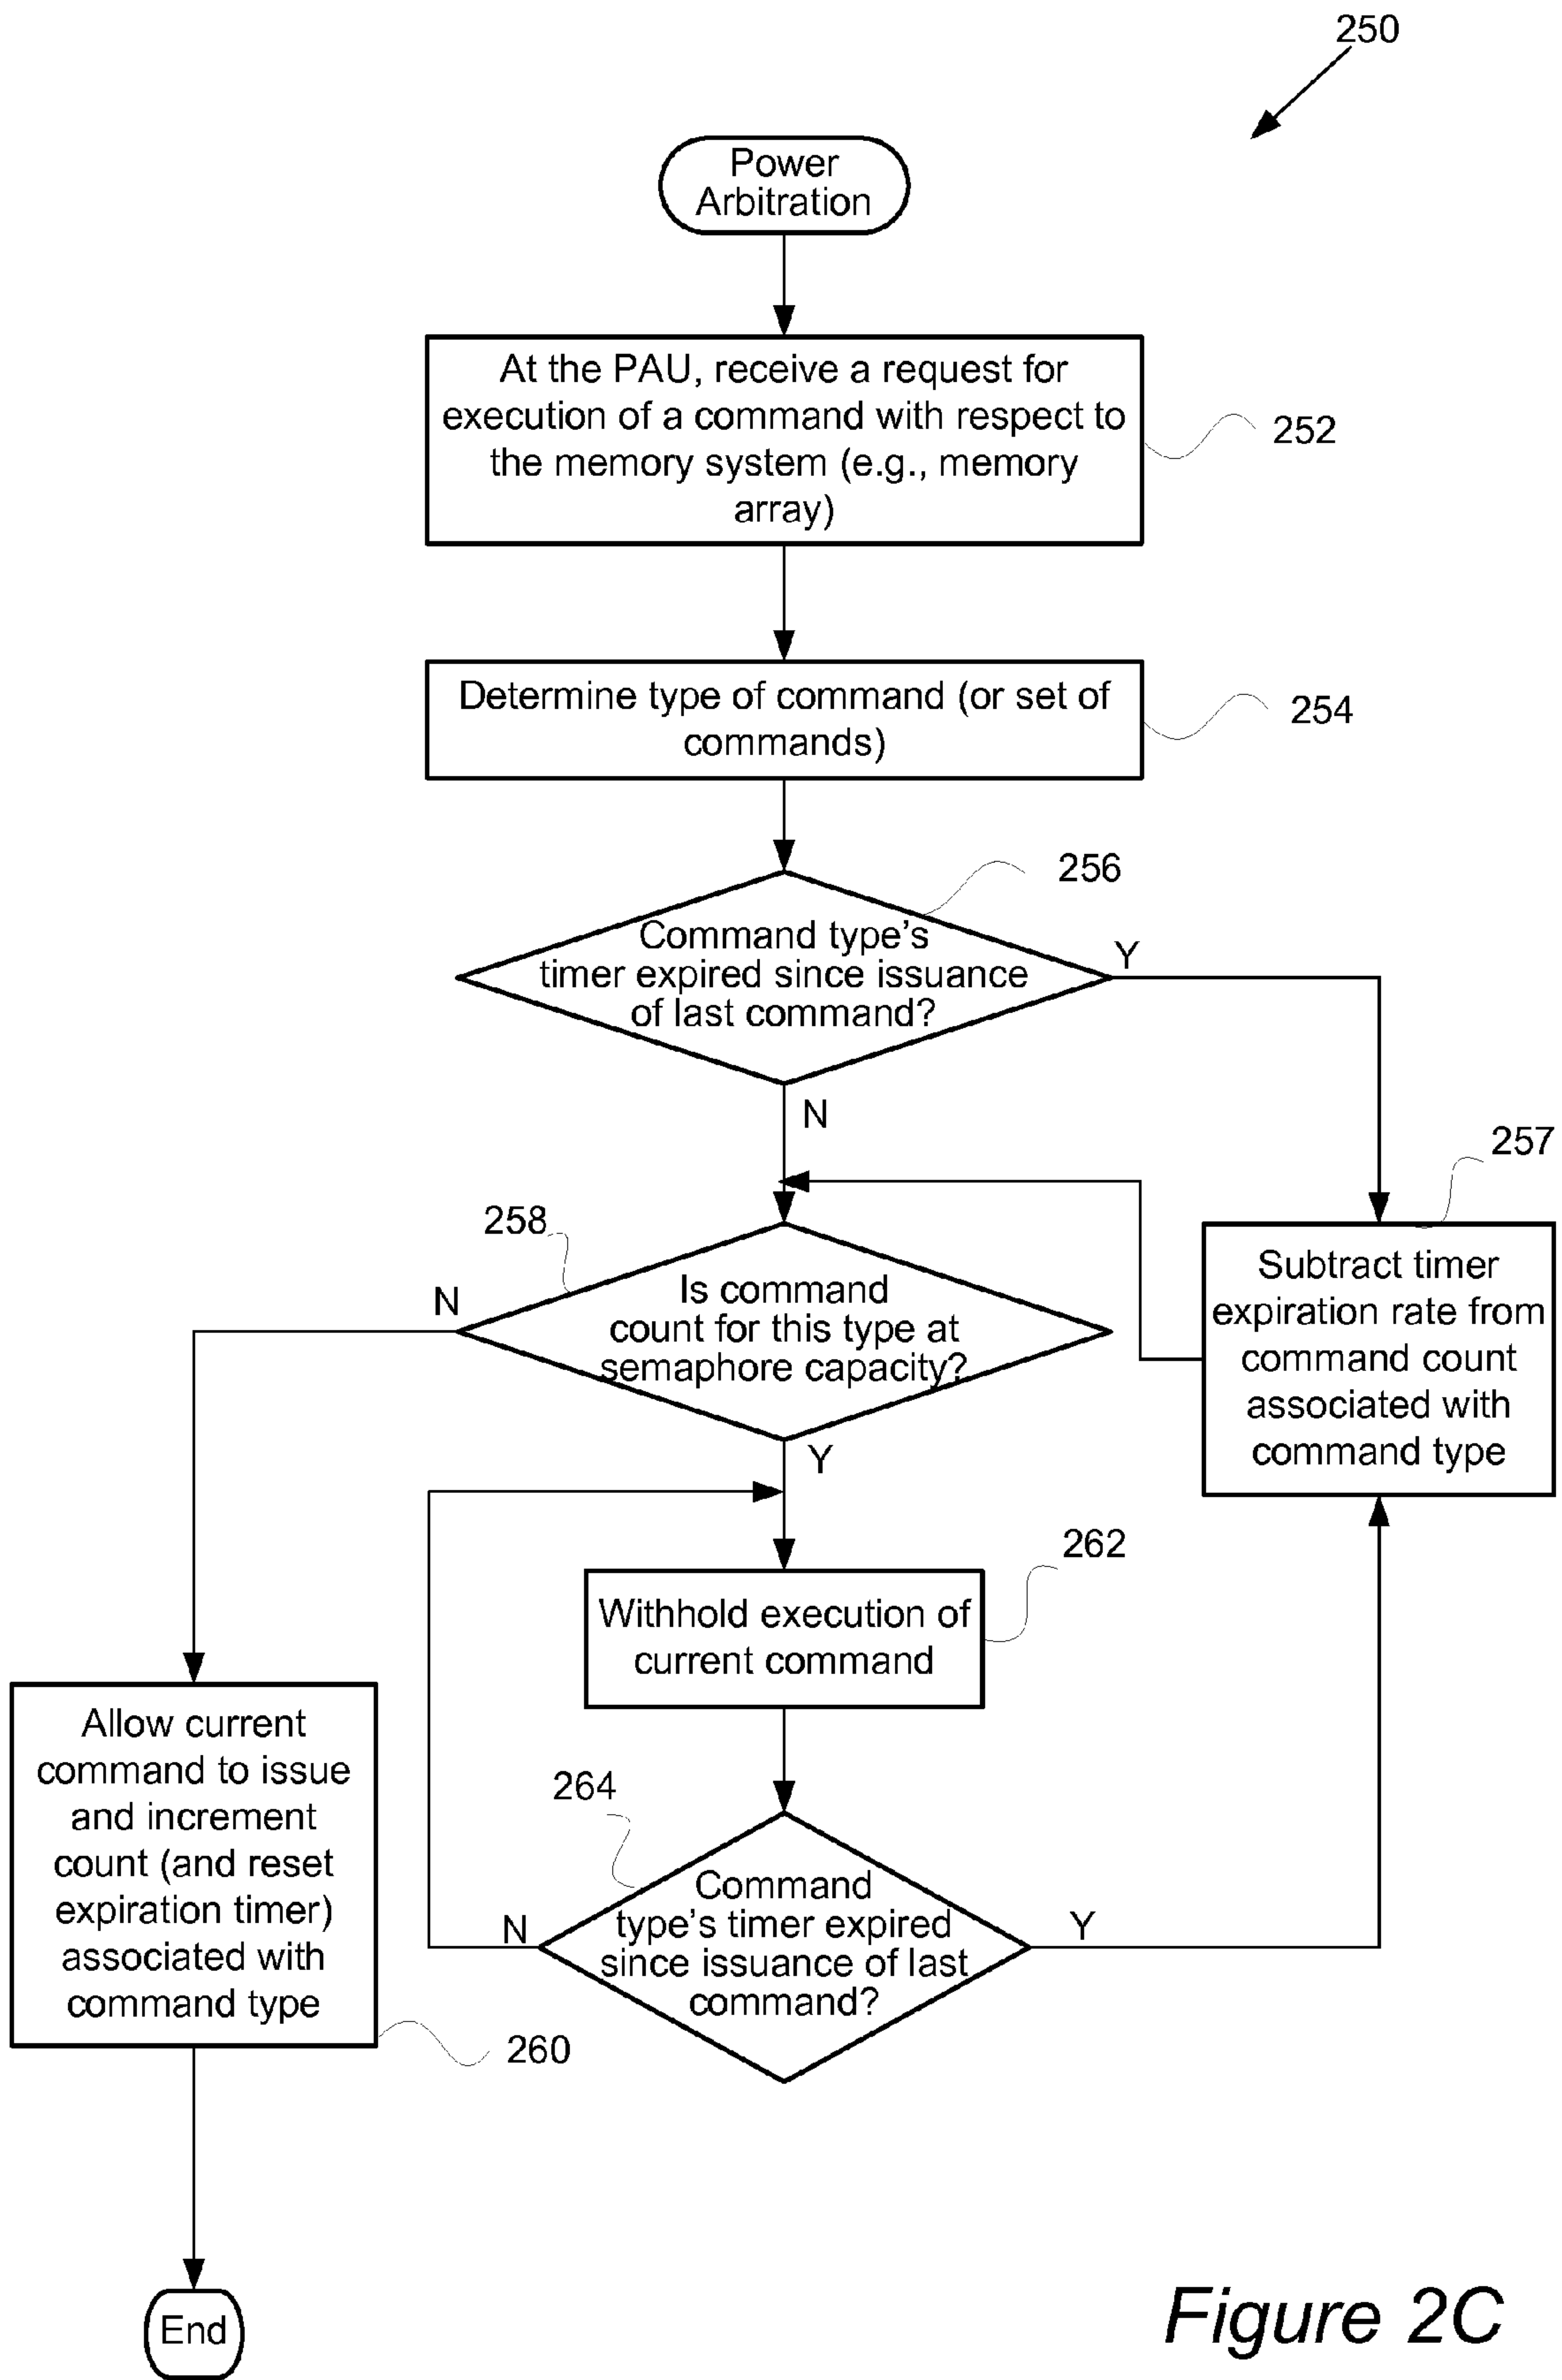 250
Power
Arbitration
At the PAU, receive a request for
execution of a command with respect to
the memory system (e.g., memory
array)
252
Determine type of command (or set of
commands)
254
256
Command type's
timer expired since issuance
of last command?
Y
N
257
Subtract timer
expiration rate from
command count
associated with
command type
258
N
Is command
count for this type at
semaphore capacity?
Y
262
Withhold execution of
current command
Allow current
command to issue
and increment
count (and reset
expiration timer)
associated with
command type
260
264
Command
type's timer expired
since issuance of last
command?
N
Y
End
Figure 2C